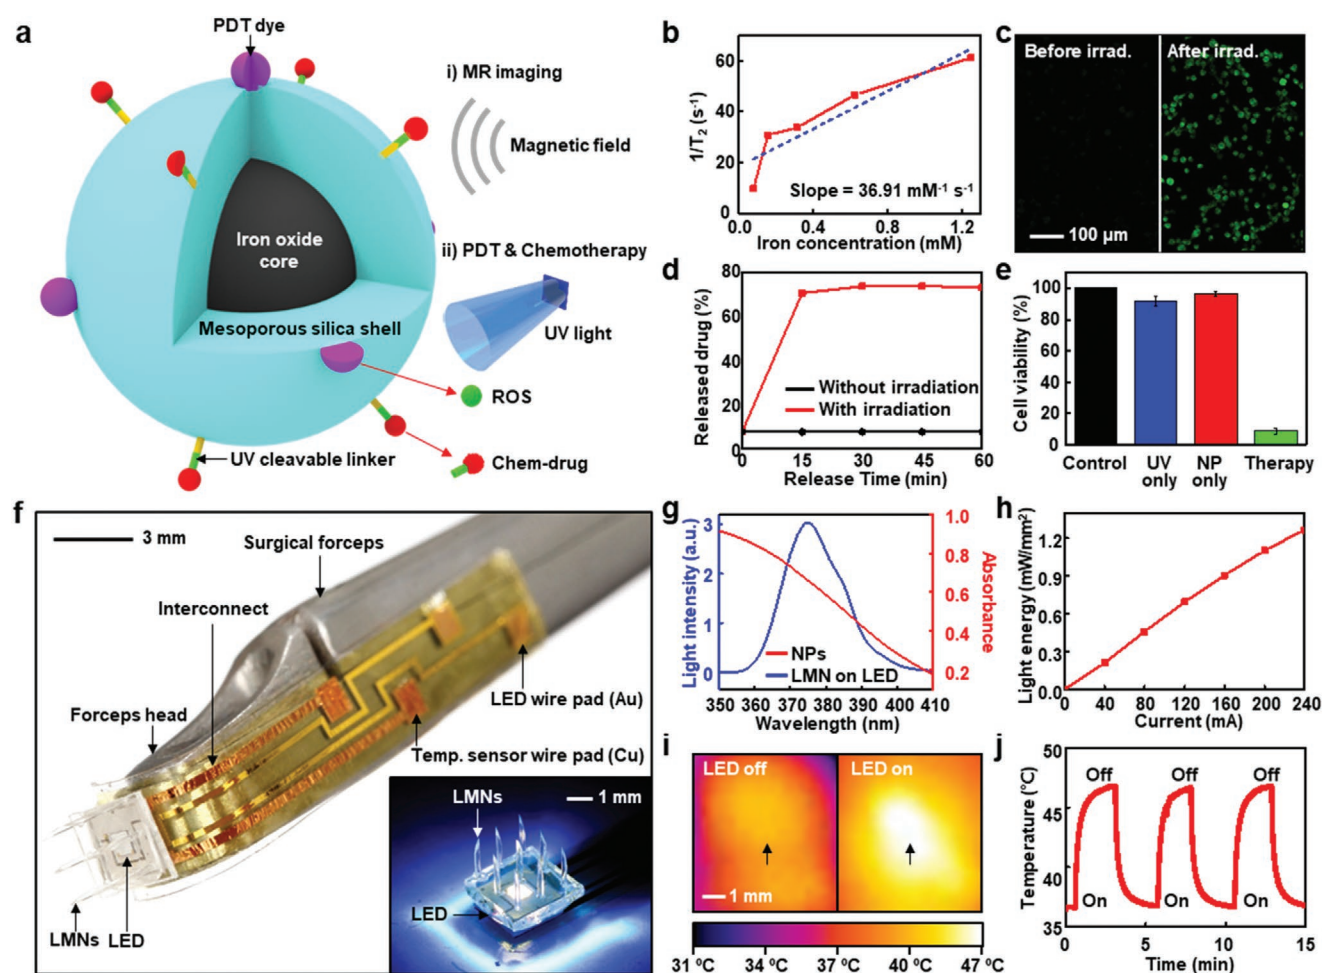 a
PDT dye
i) MR imaging
Magnetic field
Iron oxide
core
ii) PDT & Chemotherapy
Mesoporous silica shell
UV light
ROS
UV cleavable linker
Chem-drug
b
1/T2 (s-1)
60
40
20
0
Slope = 36.91 mM-1 s-1
0.0 0.4 0.8 1.2
Iron concentration (mM)
c
Before irrad. After irrad.
100 µm
d
Released drug (%)
80
60
40
20
0
Without irradiation
With irradiation
0 15 30 45 60
Release Time (min)
e
Cell viability (%)
100
80
60
40
20
0
Control UV only NP only Therapy
f
3 mm
Surgical forceps
Interconnect
LED wire pad (Au)
Forceps head
Temp. sensor wire pad (Cu)
LMNs
1 mm
LED
LMNs LED
g
Light intensity (a.u.)
3
2
1
0
1.0
0.8
0.6
0.4
0.2
Absorbance
NPs
LMN on LED
350 360 370 380 390 400 410
Wavelength (nm)
h
Light energy (mW/mm2)
1.2
0.9
0.6
0.3
0.0
0 40 80 120 160 200 240
Current (mA)
i
LED off LED on
1 mm
31 ºC 34 ºC 37 ºC 40 ºC 47 ºC
j
Temperature (°C)
50
46
42
38
35
Off Off Off
On On On
0 5 10 15
Time (min)